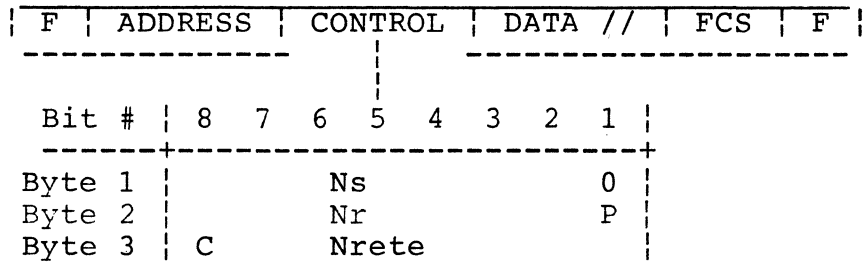 ¦ F ¦ ADDRESS ¦ CONTROL ¦ DATA // ¦ FCS ¦ F ¦
Bit # ¦ 8 7 6 5 4 3 2 1 ¦
Byte 1 ¦ Ns 0 ¦
Byte 2 ¦ Nr P ¦
Byte 3 ¦ C Nrete ¦